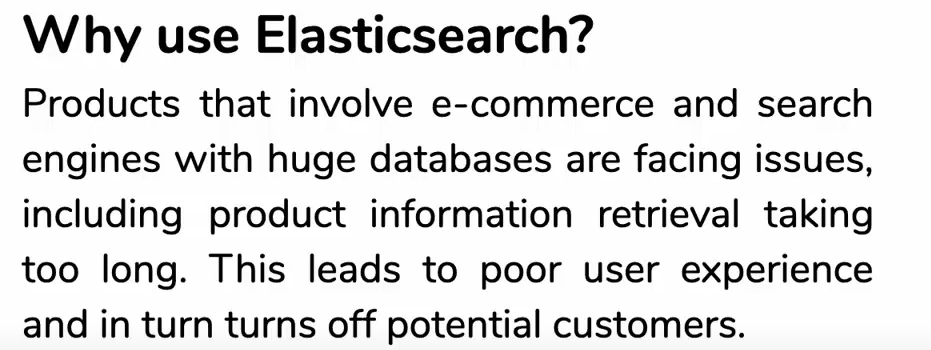 Why use Elasticsearch?
Products that involve e-commerce and search
engines with huge databases are facing issues,
including product information retrieval taking
too long. This leads to poor user experience
and in turn turns off potential customers.